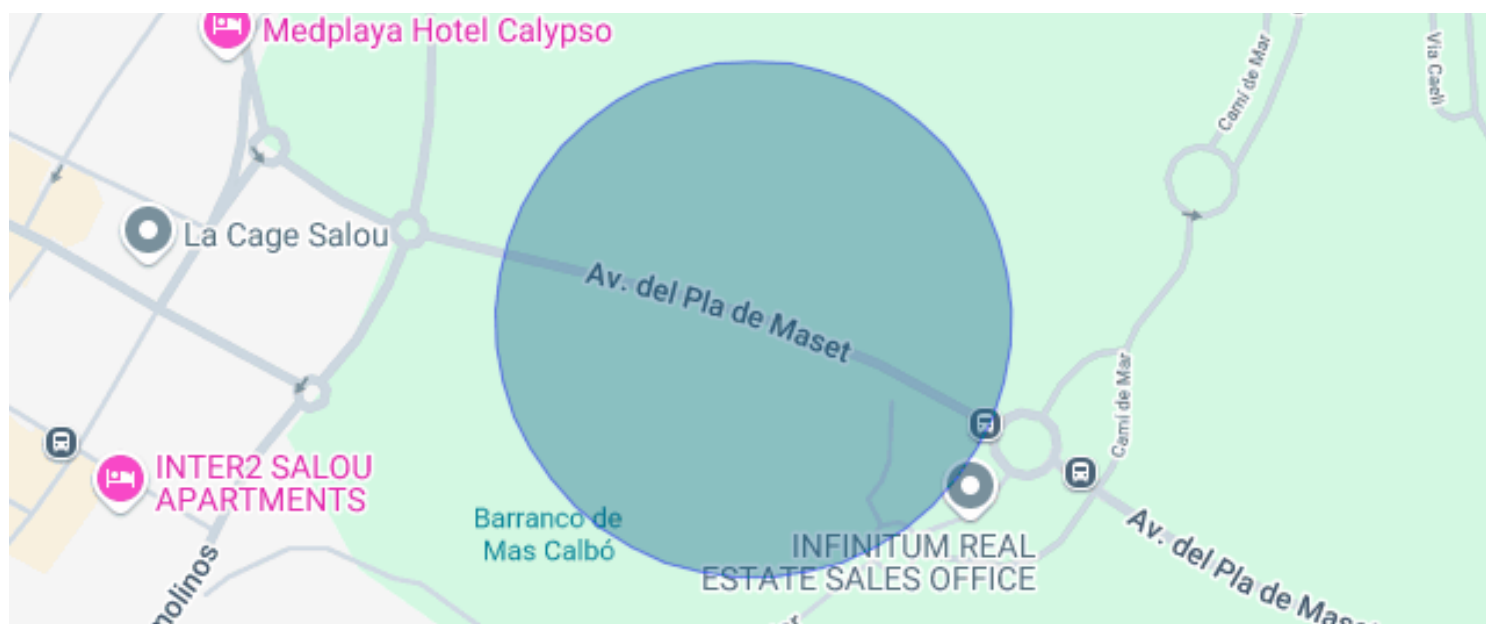 Medplaya Hotel Calypso
Camí de Mar
Via Caeli
La Cage Salou
Av. del Pla de Maset
Camí de Mar
INTER2 SALOU
APARTMENTS
Barranco de
Mas Calbó
INFINITUM REAL
ESTATE SALES OFFICE
Av. del Pla de Maset
molinos